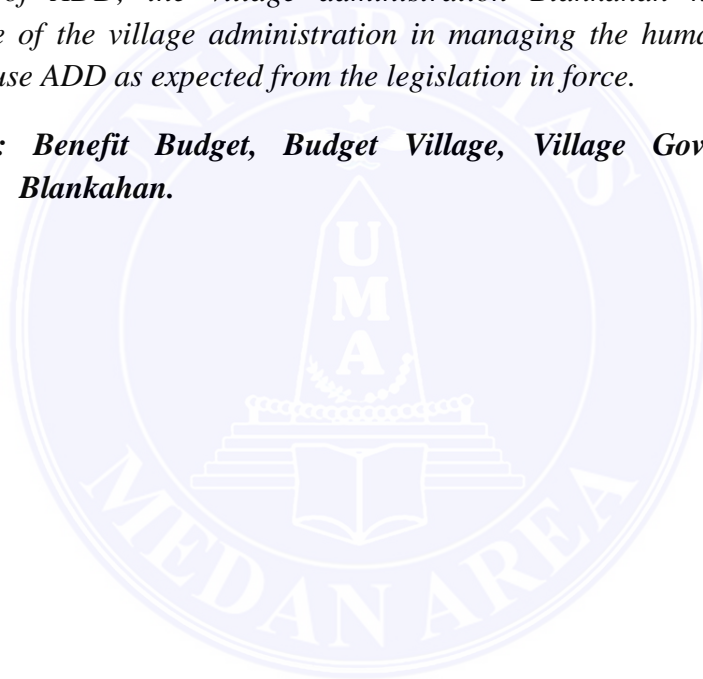 of ADD, the village administration Blankahan
e of the village administration in managing the huma
use ADD as expected from the legislation in force.
: Benefit Budget, Budget Village, Village Gov
Blankahan.
UNIVERSITAS
U
M
A
MEDAN AREA